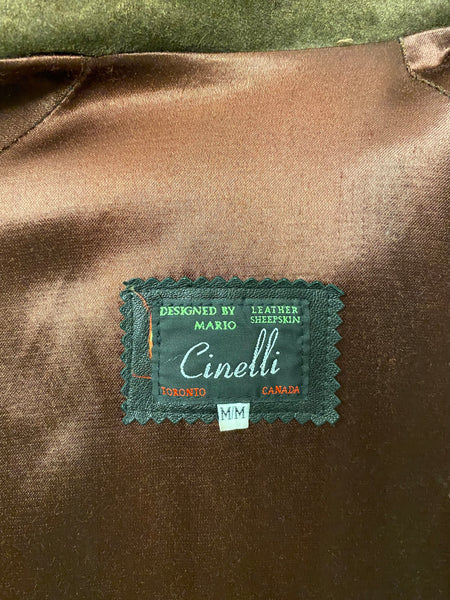 DESIGNED BY LEATHER
MARIO SHEEPSKIN
Cinelli
TORONTO CANADA
M/M